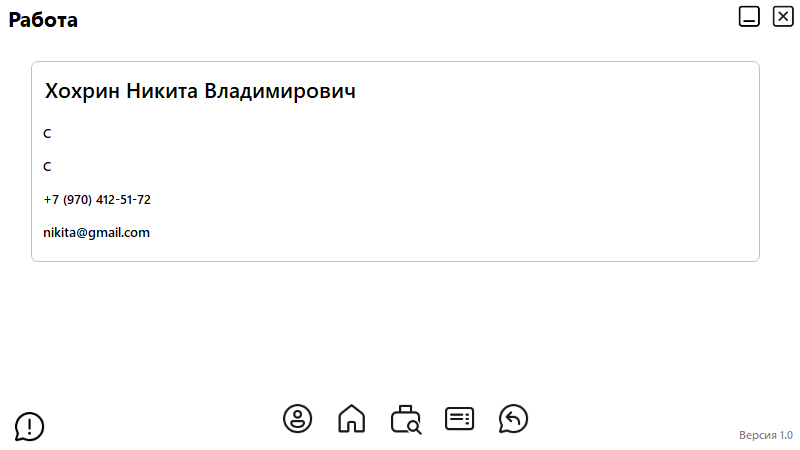 Работа
Хохрин Никита Владимирович
С
С
+7 (970) 412-51-72
nikita@gmail.com
Версия 1.0